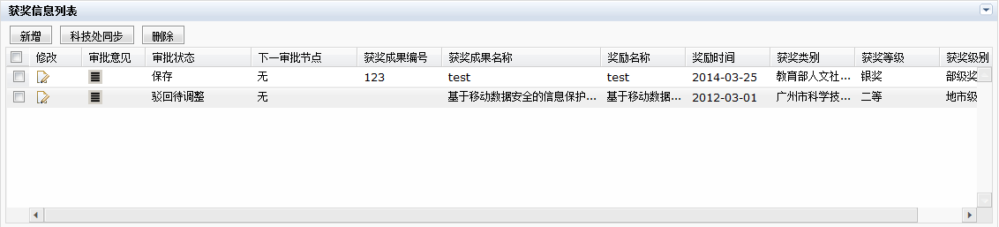 获奖信息列表
新增 科技处同步 删除
修改 审批意见 审批状态 下一审批节点 获奖成果编号 获奖成果名称 奖励名称 奖励时间 获奖类别 获奖等级 获奖级别
保存 无 123 test test 2014-03-25 教育部人文社... 银奖 部级奖
驳回待调整 无 基于移动数据安全的信息保护... 基于移动数据... 2012-03-01 广州市科学技... 二等 地市级